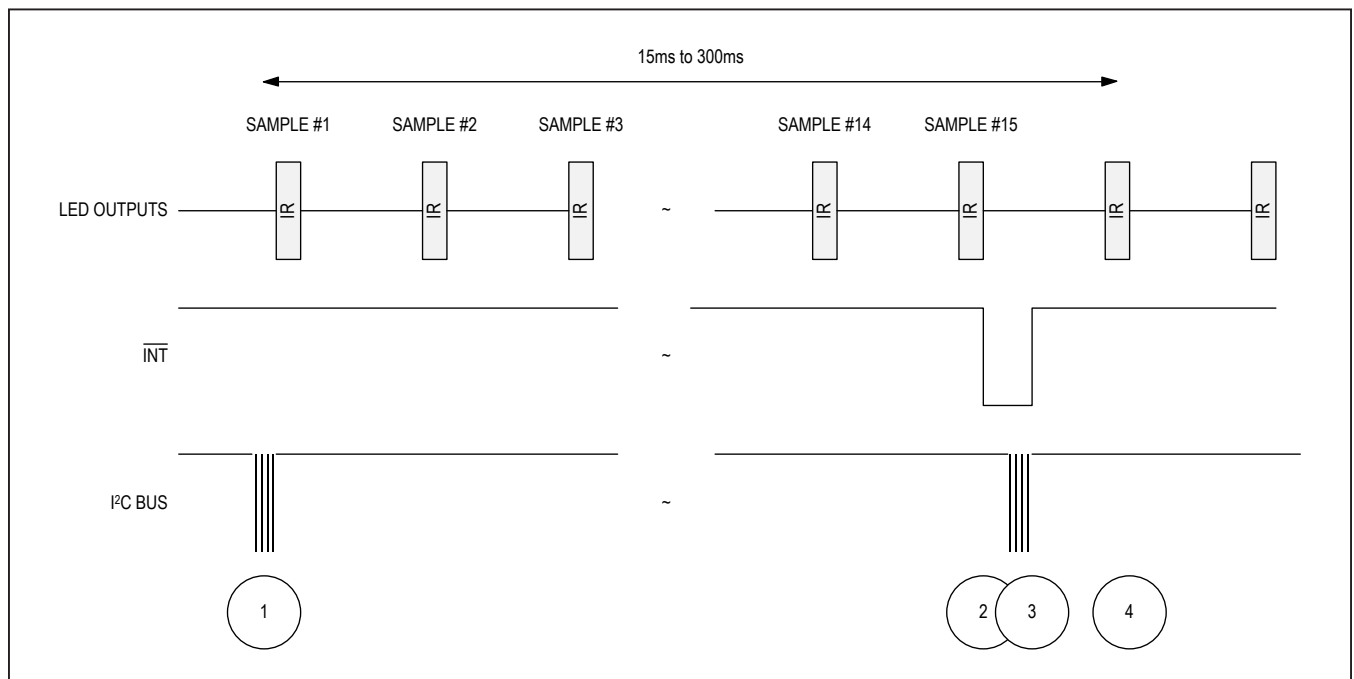 15ms to 300ms
SAMPLE #1 SAMPLE #2 SAMPLE #3 SAMPLE #14 SAMPLE #15
LED OUTPUTS IR IR IR ~ IR IR IR IR
INT ~
I²C BUS ~
1 2 3 4